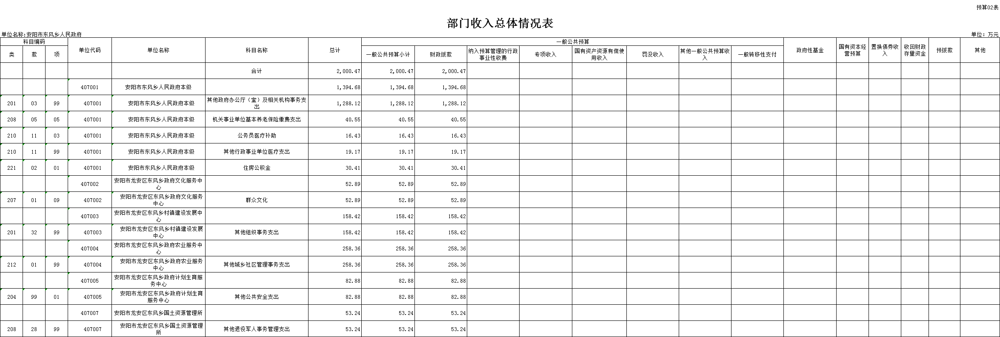 预算02表
部门收入总体情况表
单位名称:安阳市东风乡人民政府 单位：万元
科目编码 单位代码 单位名称 科目名称 总计 一般公共预算 政府性基金 国有资本经营预算 置换债券收入 收回财政存量资金 预拨款 其他
类 款 项 一般公共预算小计 财政拨款 纳入预算管理的行政事业性收费 专项收入 国有资产资源有偿使用收入 罚没收入 其他一般公共预算收入 一般转移性支付
合计 2,000.47 2,000.47 2,000.47
407001 安阳市东风乡人民政府本级 1,394.68 1,394.68 1,394.68
201 03 99 407001 安阳市东风乡人民政府本级 其他政府办公厅（室）及相关机构事务支出 1,288.12 1,288.12 1,288.12
208 05 05 407001 安阳市东风乡人民政府本级 机关事业单位基本养老保险缴费支出 40.55 40.55 40.55
210 11 03 407001 安阳市东风乡人民政府本级 公务员医疗补助 16.43 16.43 16.43
210 11 99 407001 安阳市东风乡人民政府本级 其他行政事业单位医疗支出 19.17 19.17 19.17
221 02 01 407001 安阳市东风乡人民政府本级 住房公积金 30.41 30.41 30.41
407002 安阳市龙安区东风乡政府文化服务中心 52.89 52.89 52.89
207 01 09 407002 安阳市龙安区东风乡政府文化服务中心 群众文化 52.89 52.89 52.89
407003 安阳市龙安区东风乡村镇建设发展中心 158.42 158.42 158.42
201 32 99 407003 安阳市龙安区东风乡村镇建设发展中心 其他组织事务支出 158.42 158.42 158.42
407004 安阳市龙安区东风乡政府农业服务中心 258.36 258.36 258.36
212 01 99 407004 安阳市龙安区东风乡政府农业服务中心 其他城乡社区管理事务支出 258.36 258.36 258.36
407005 安阳市龙安区东风乡政府计划生育服务中心 82.88 82.88 82.88
204 99 01 407005 安阳市龙安区东风乡政府计划生育服务中心 其他公共安全支出 82.88 82.88 82.88
407007 安阳市龙安区东风乡国土资源管理所 53.24 53.24 53.24
208 28 99 407007 安阳市龙安区东风乡国土资源管理所 其他退役军人事务管理支出 53.24 53.24 53.24